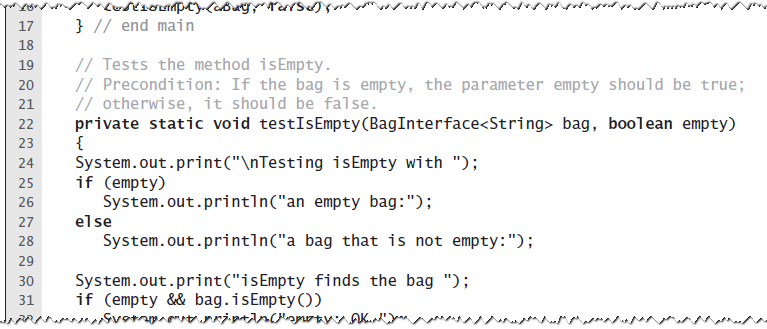 17 } // end main
18
19 // Tests the method isEmpty.
20 // Precondition: If the bag is empty, the parameter empty should be true;
21 // otherwise, it should be false.
22 private static void testIsEmpty(BagInterface<String> bag, boolean empty)
23 {
24 System.out.print("\nTesting isEmpty with ");
25 if (empty)
26 System.out.println("an empty bag:");
27 else
28 System.out.println("a bag that is not empty:");
29
30 System.out.print("isEmpty finds the bag ");
31 if (empty && bag.isEmpty())